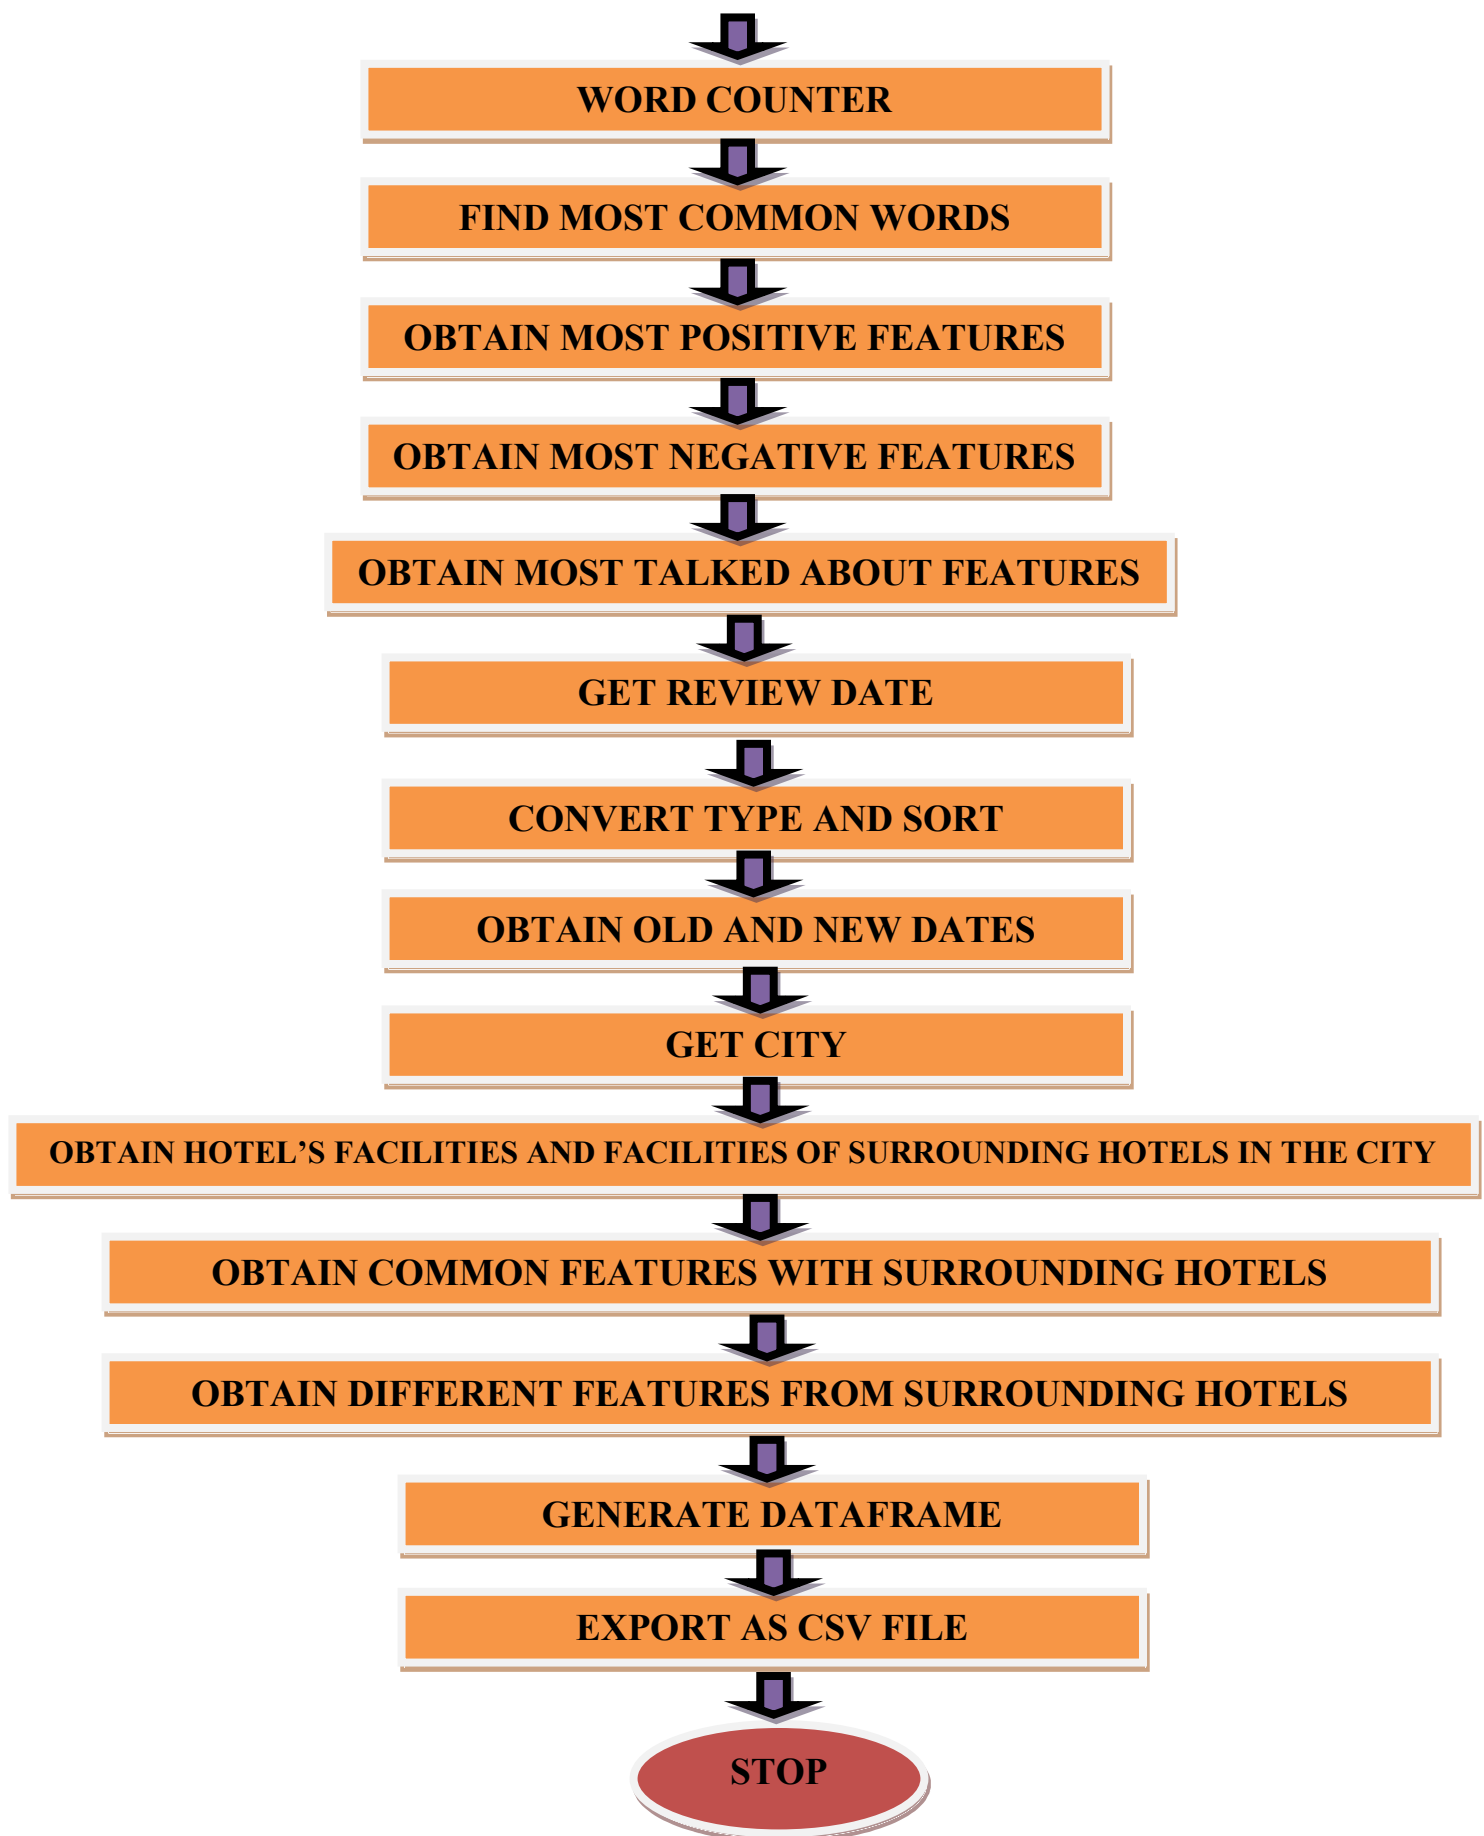 WORD COUNTER
FIND MOST COMMON WORDS
OBTAIN MOST POSITIVE FEATURES
OBTAIN MOST NEGATIVE FEATURES
OBTAIN MOST TALKED ABOUT FEATURES
GET REVIEW DATE
CONVERT TYPE AND SORT
OBTAIN OLD AND NEW DATES
GET CITY
OBTAIN HOTEL’S FACILITIES AND FACILITIES OF SURROUNDING HOTELS IN THE CITY
OBTAIN COMMON FEATURES WITH SURROUNDING HOTELS
OBTAIN DIFFERENT FEATURES FROM SURROUNDING HOTELS
GENERATE DATAFRAME
EXPORT AS CSV FILE
STOP